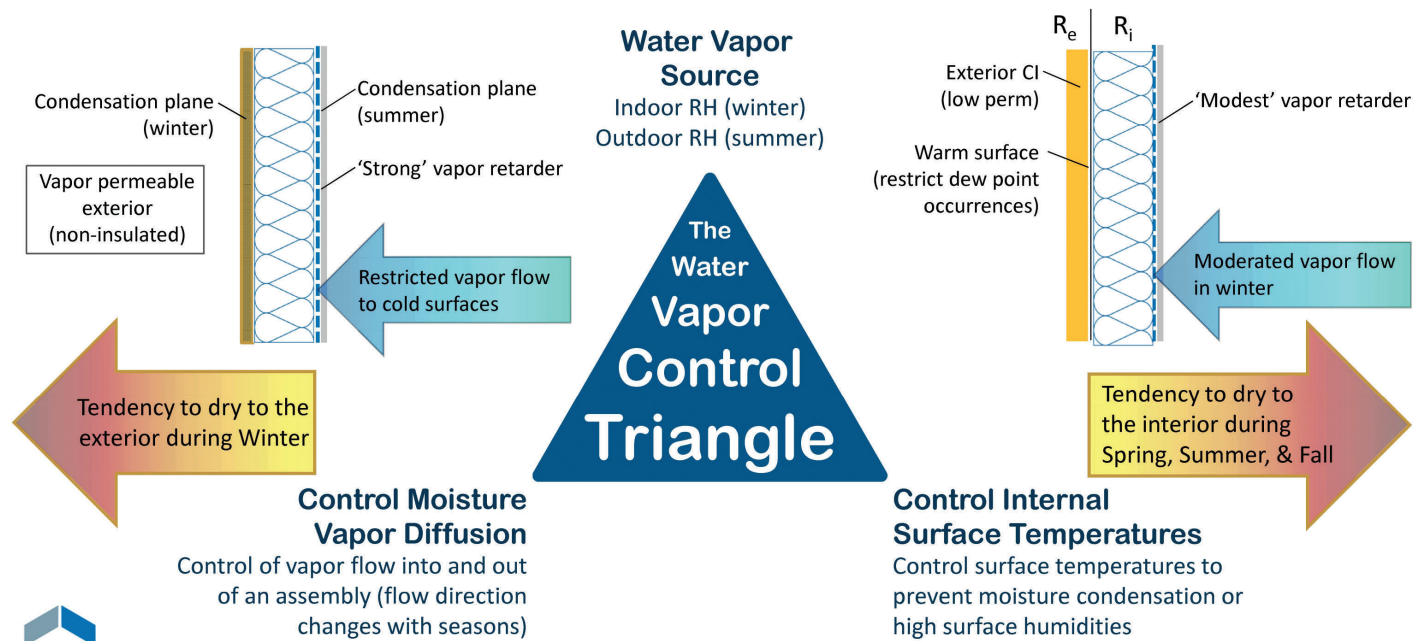 Condensation plane
(winter)
Vapor permeable
exterior
(non-insulated)
Condensation plane
(summer)
‘Strong’ vapor retarder
Restricted vapor flow
to cold surfaces
Tendency to dry to the
exterior during Winter
Control Moisture
Vapor Diffusion
Control of vapor flow into and out
of an assembly (flow direction
changes with seasons)
Water Vapor
Source
Indoor RH (winter)
Outdoor RH (summer)
The
Water
Vapor
Control
Triangle
Re Ri
Exterior CI
(low perm)
Warm surface
(restrict dew point
occurrences)
‘Modest’ vapor retarder
Moderated vapor flow
in winter
Tendency to dry to
the interior during
Spring, Summer, & Fall
Control Internal
Surface Temperatures
Control surface temperatures to
prevent moisture condensation or
high surface humidities